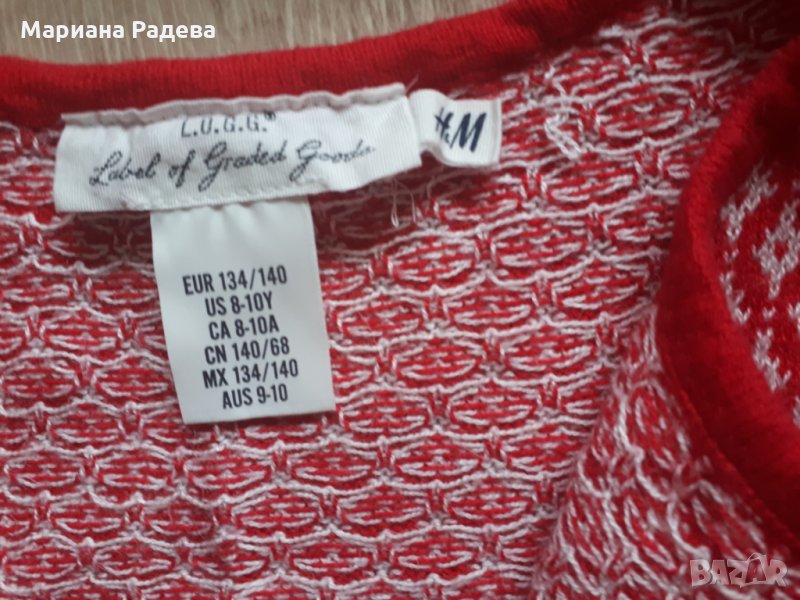 Мариана Радева
L.O.G.G.®
Label of Graded Goods
H&M
EUR 134/140
US 8-10Y
CA 8-10A
CN 140/68
MX 134/140
AUS 9-10
BAZAR